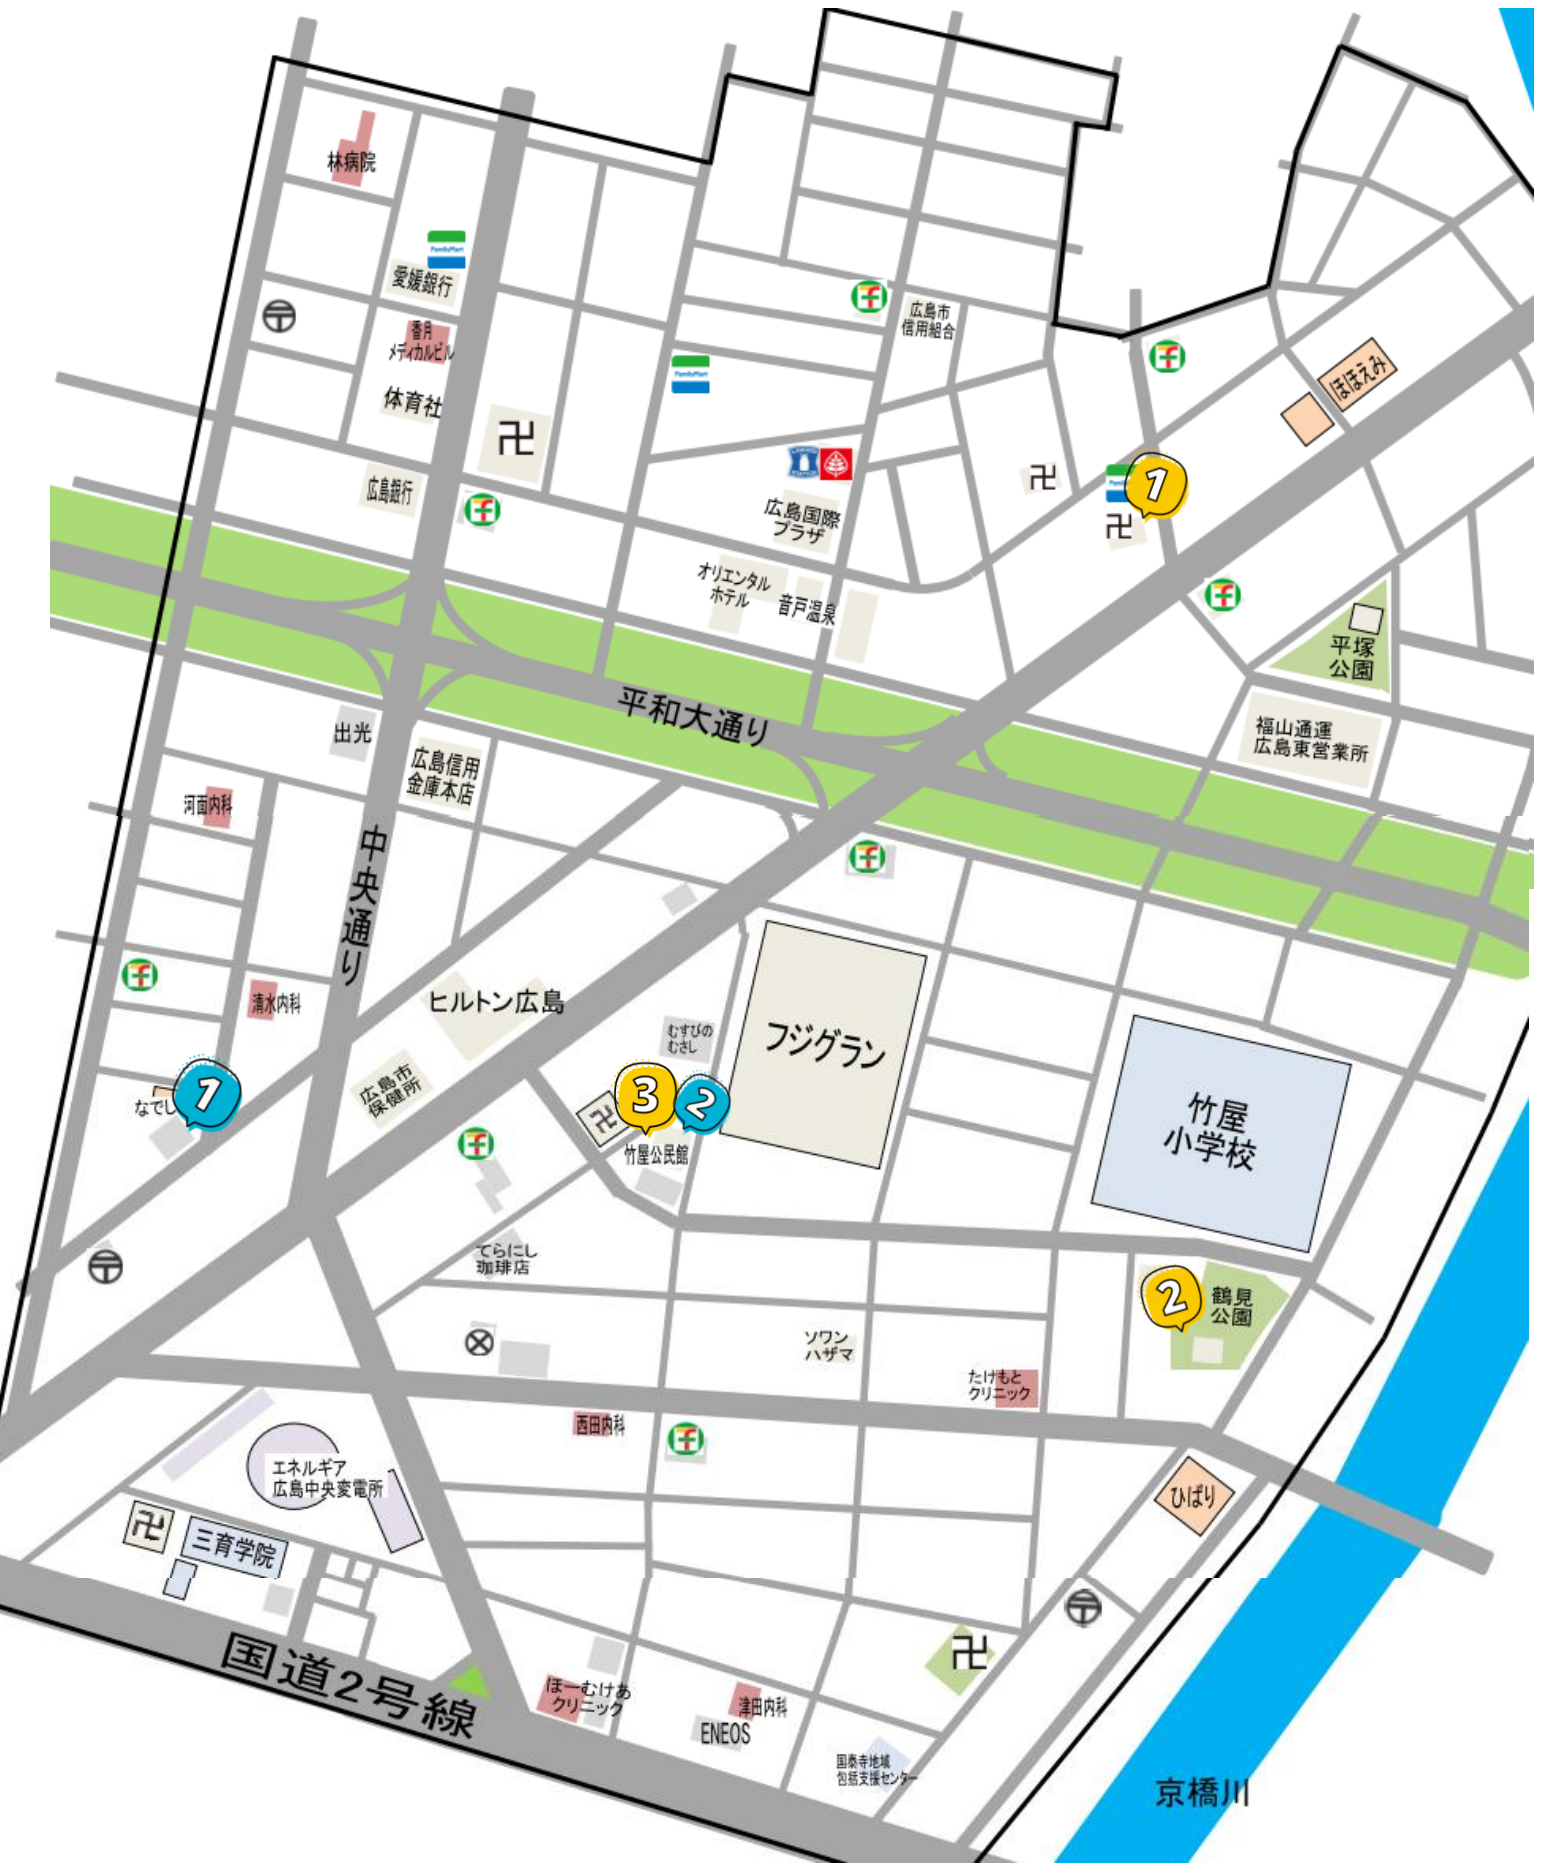 林病院
FamilyMart
愛媛銀行
香月
メディカルビル
体育社
広島市
信用組合
FamilyMart
ほほえみ
広島銀行
広島国際
プラザ
オリエンタル
ホテル
音戸温泉
1
平塚
公園
平和大通り
福山通運
広島東営業所
出光
広島信用
金庫本店
河面内科
中央通り
清水内科
ヒルトン広島
むすびの
むさし
フジグラン
広島市
保健所
なでし
1
3
2
竹屋公民館
竹屋
小学校
てらにし
珈琲店
2
鶴見
公園
ソワン
ハザマ
たけもと
クリニック
西田内科
エネルギア
広島中央変電所
ひばり
三育学院
国道2号線
ほーむけあ
クリニック
津田内科
ENEOS
国泰寺地域
包括支援センター
京橋川